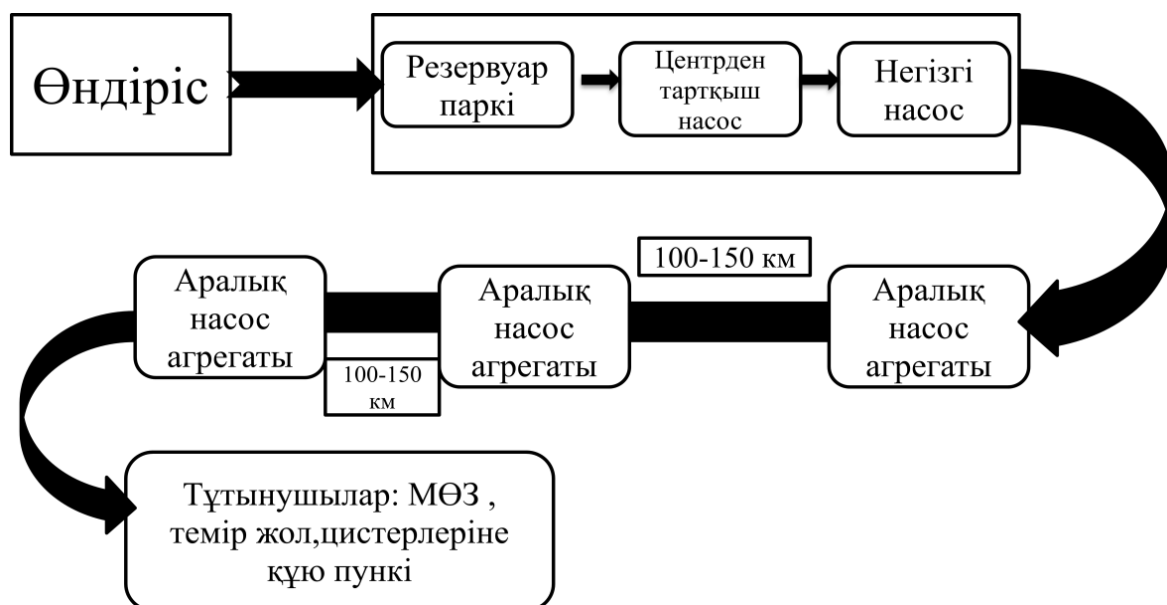 Өндіріс
Резервуар
паркі
Центрден
тартқыш
насос
Негізгі
насос
100-150 км
Аралық
насос
агрегаты
Аралық
насос
агрегаты
Аралық
насос
агрегаты
100-150
км
Тұтынушылар: МӨЗ ,
темір жол,цистерлеріне
құю пункі